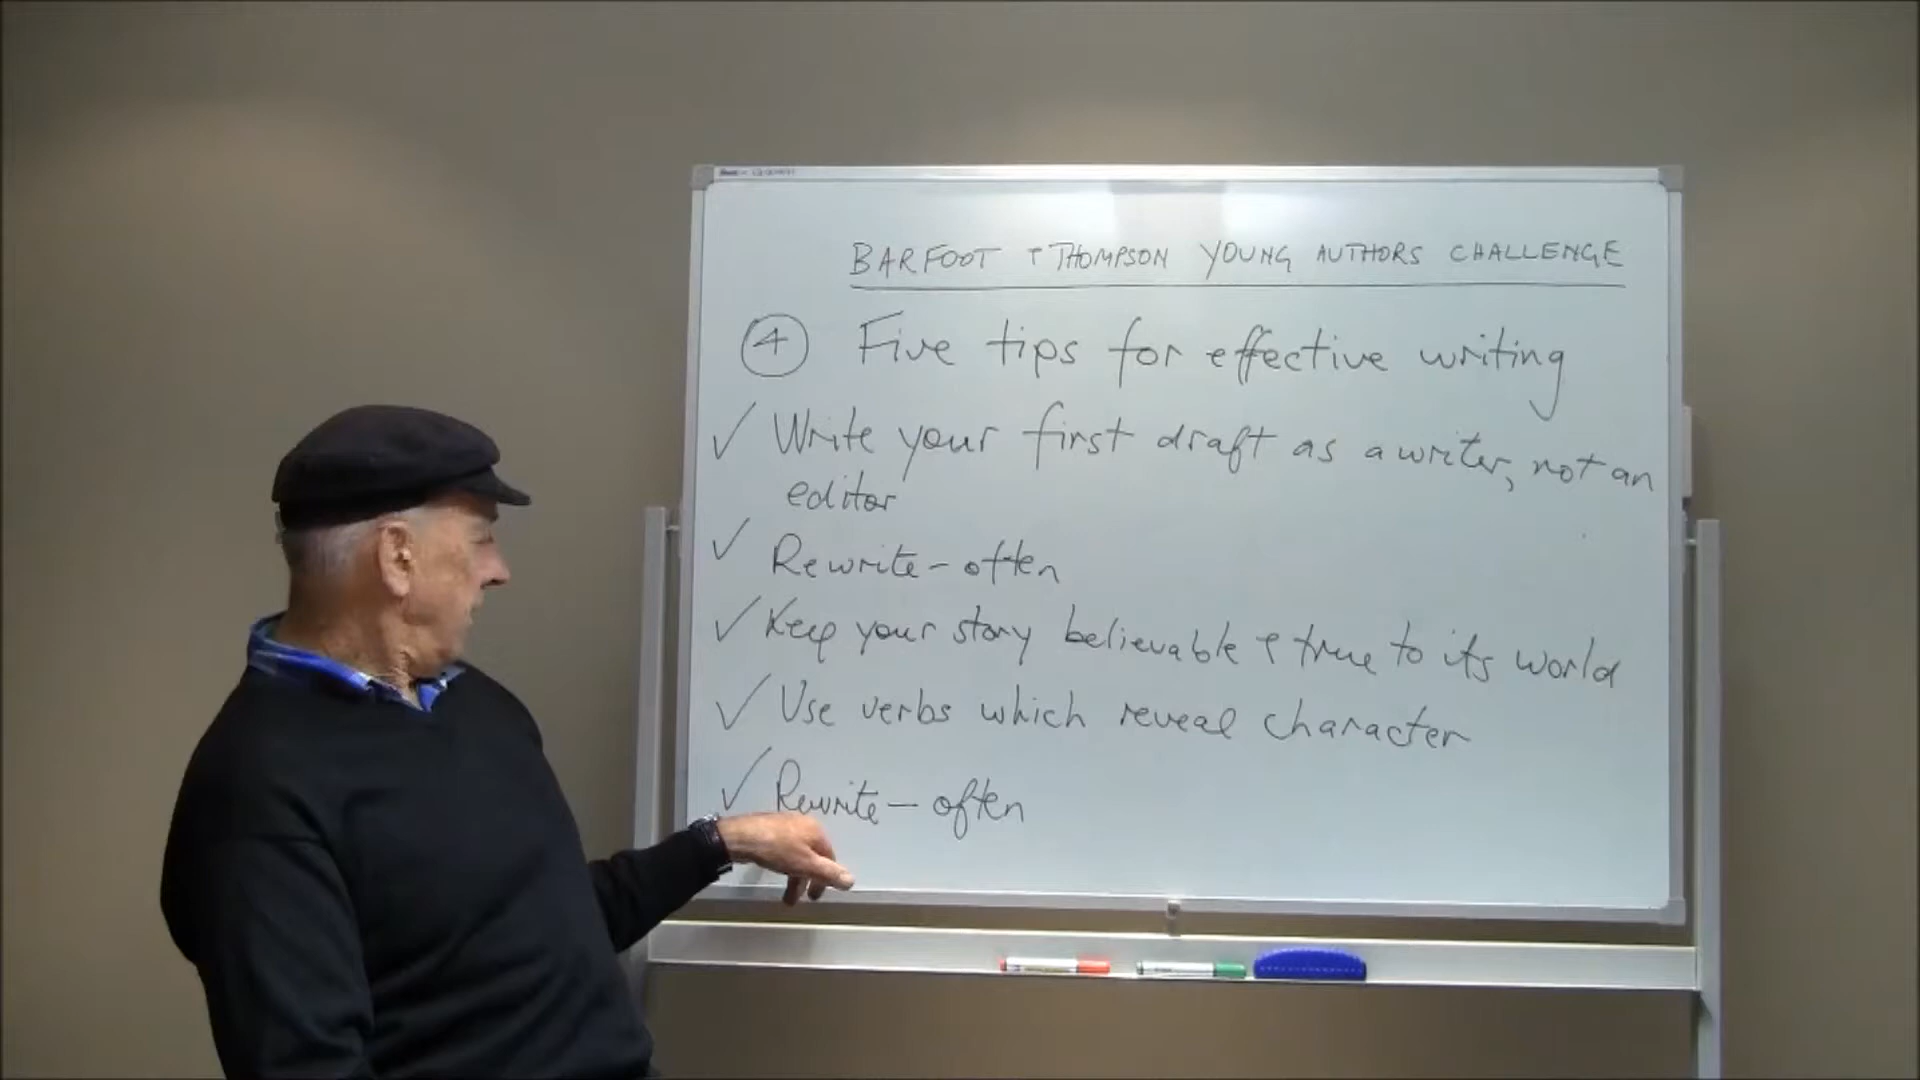 BARFOOT + THOMPSON YOUNG AUTHORS CHALLENGE
4 Five tips for effective writing
✓ Write your first draft as a writer, not an
editor
✓ Rewrite - often
✓ Keep your story believable & true to its world
✓ Use verbs which reveal character
✓ Rewrite - often